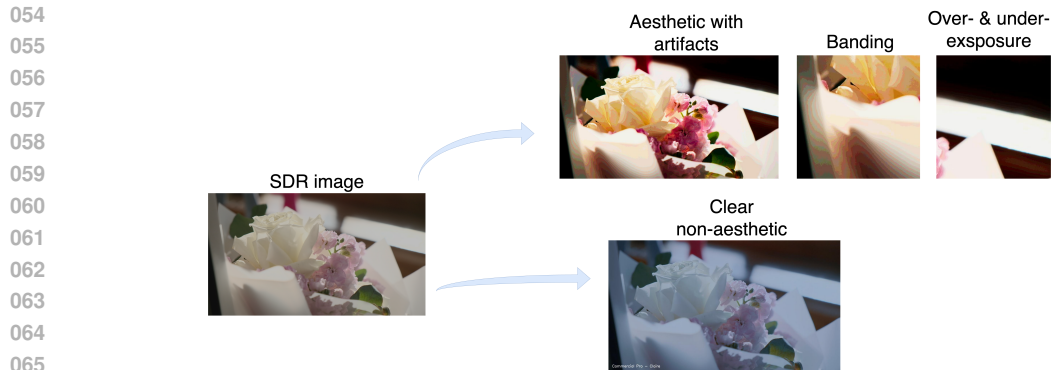 054
055
056
057
058
059
060
061
062
063
064
065
Aesthetic with
artifacts
Banding
Over- & under-
exsposure
SDR image
Clear
non-aesthetic